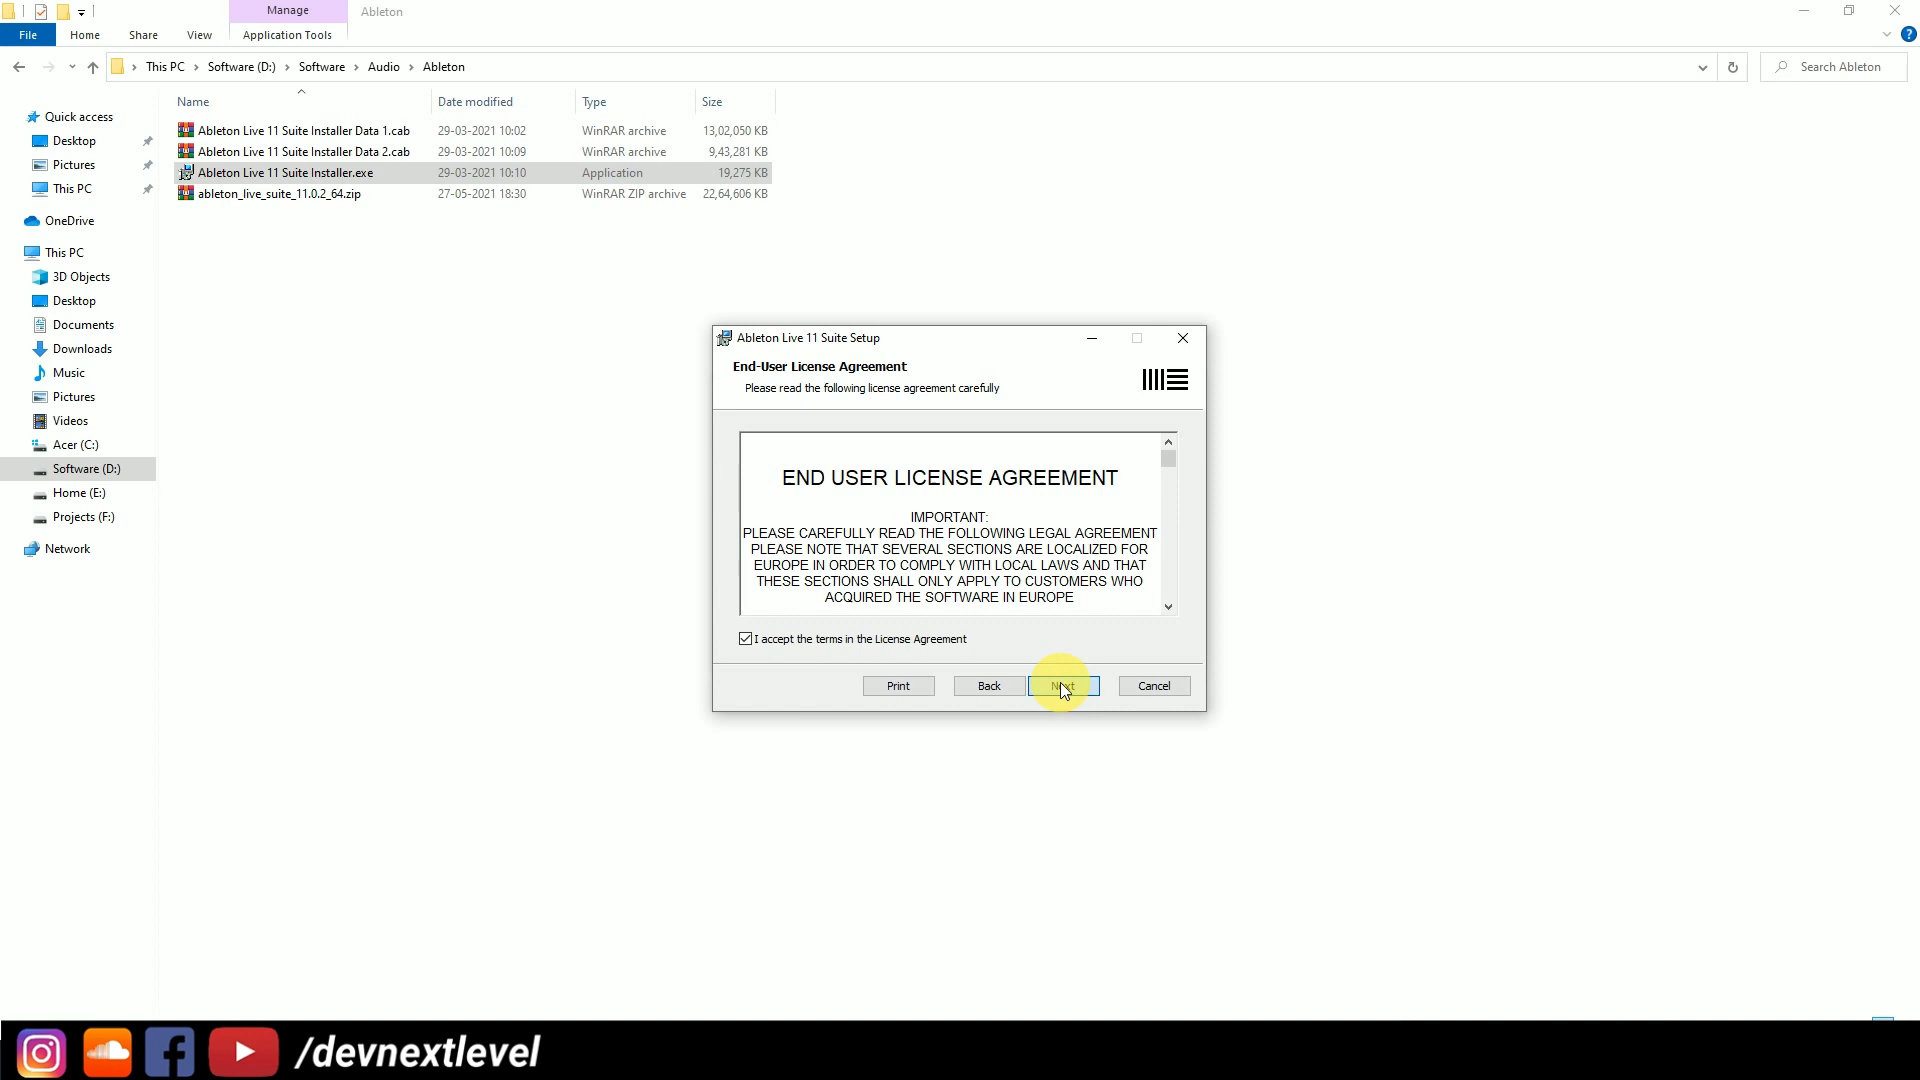 Manage
Ableton
File
Home
Share
View
Application Tools
This PC
Software (D:)
Software
Audio
Ableton
Search Ableton
Name
Date modified
Type
Size
Ableton Live 11 Suite Installer Data 1.cab 29-03-2021 10:02 WinRAR archive 13,02,050 KB
Ableton Live 11 Suite Installer Data 2.cab 29-03-2021 10:09 WinRAR archive 9,43,281 KB
Ableton Live 11 Suite Installer.exe 29-03-2021 10:10 Application 19,275 KB
ableton_live_suite_11.0.2_64.zip 27-05-2021 18:30 WinRAR ZIP archive 22,64,606 KB
Quick access
Desktop
Pictures
This PC
OneDrive
This PC
3D Objects
Desktop
Documents
Downloads
Music
Pictures
Videos
Acer (C:)
Software (D:)
Home (E:)
Projects (F:)
Network
Ableton Live 11 Suite Setup
End-User License Agreement
Please read the following license agreement carefully
END USER LICENSE AGREEMENT
IMPORTANT:
PLEASE CAREFULLY READ THE FOLLOWING LEGAL AGREEMENT
PLEASE NOTE THAT SEVERAL SECTIONS ARE LOCALIZED FOR
EUROPE IN ORDER TO COMPLY WITH LOCAL LAWS AND THAT
THESE SECTIONS SHALL ONLY APPLY TO CUSTOMERS WHO
ACQUIRED THE SOFTWARE IN EUROPE
I accept the terms in the License Agreement
Print
Back
Next
Cancel
/devnextlevel